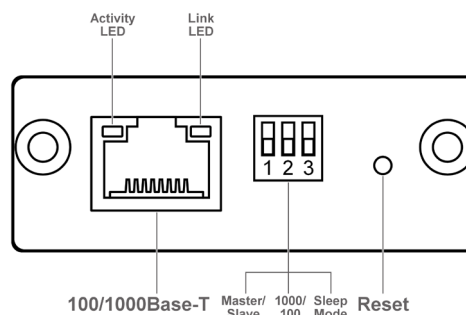 Activity
LED
Link
LED
1 2 3
100/1000Base-T
Master/
Slave
1000/
100
Sleep
Mode
Reset